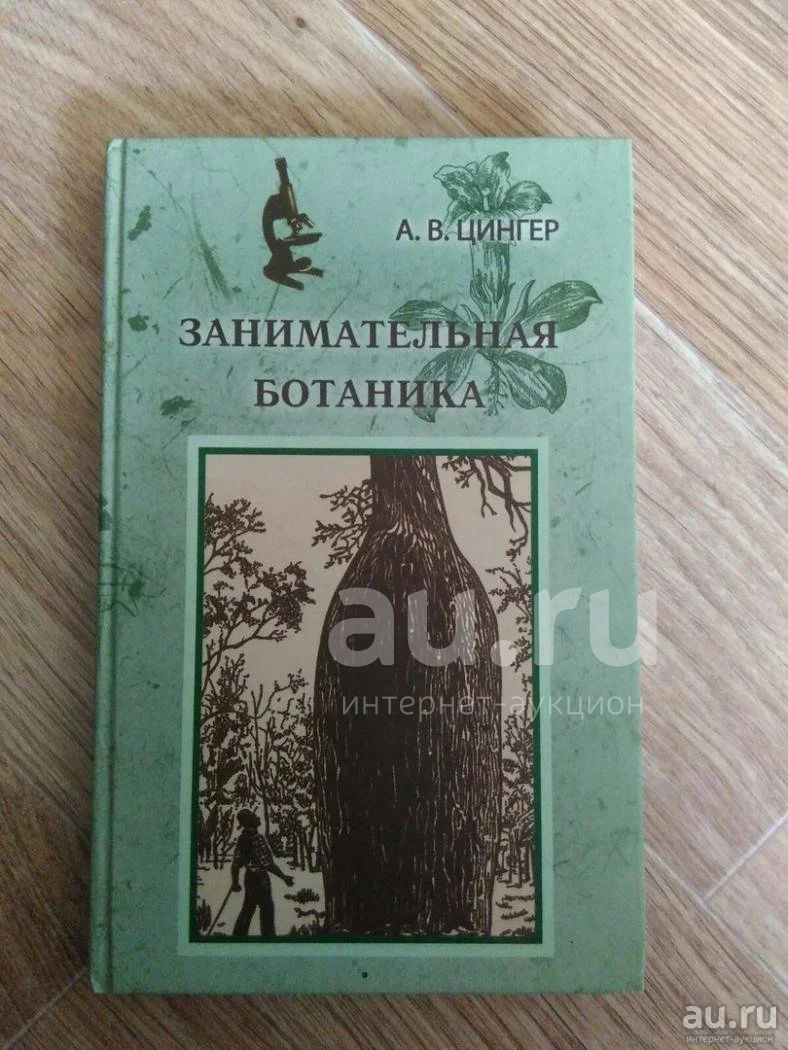 А. В. ЦИНГЕР
ЗАНИМАТЕЛЬНАЯ
БОТАНИКА
au.ru
интернет-аукцион
au.ru
интернет-аукцион